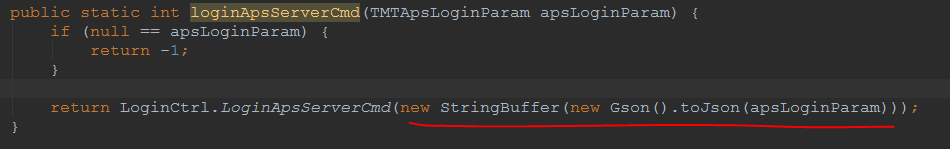 public static int loginApsServerCmd(TMTApsLoginParam apsLoginParam) {
if (null == apsLoginParam) {
return -1;
}
return LoginCtrl.LoginApsServerCmd(new StringBuffer(new Gson().toJson(apsLoginParam)));
}